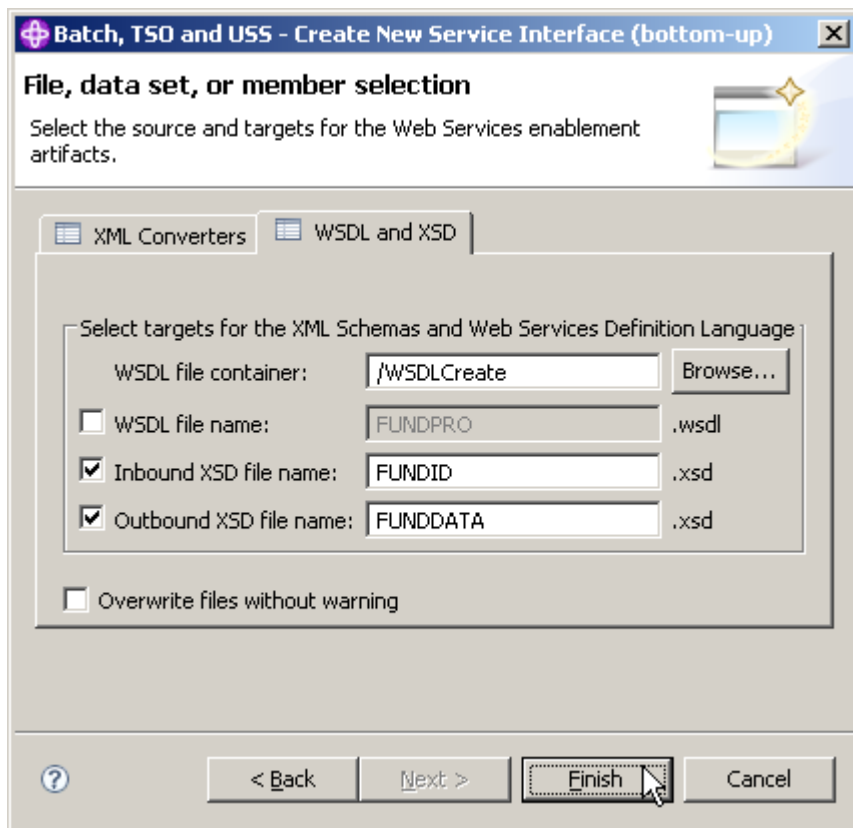 Batch, TSO and USS - Create New Service Interface (bottom-up)
File, data set, or member selection
Select the source and targets for the Web Services enablement
artifacts.
XML Converters
WSDL and XSD
Select targets for the XML Schemas and Web Services Definition Language
WSDL file container: /WSDLCreate Browse...
WSDL file name: FUNDPRO .wsdl
Inbound XSD file name: FUNDID .xsd
Outbound XSD file name: FUNDDATA .xsd
Overwrite files without warning
? < Back Next > Finish Cancel